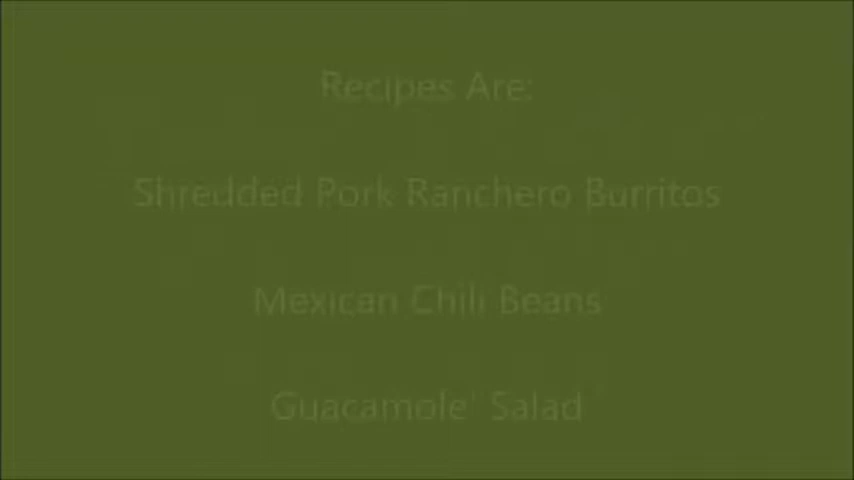 Recipes Are:
Shredded Pork Ranchero Burritos
Mexican Chili Beans
Guacamole' Salad